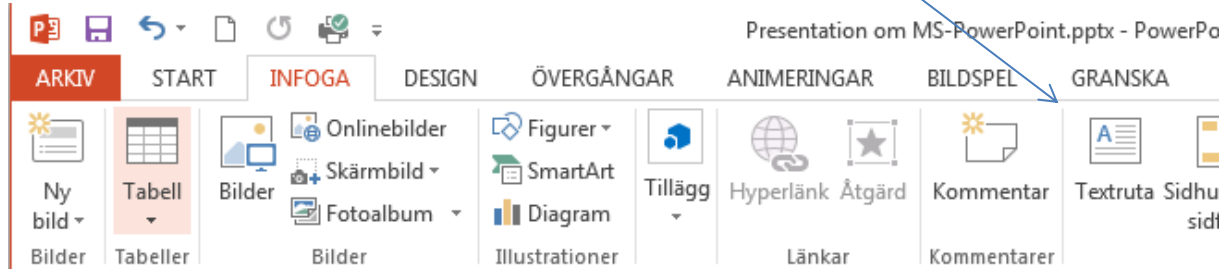 Presentation om MS-PowerPoint.pptx - PowerPo
ARKIV START INFOGA DESIGN ÖVERGÅNGAR ANIMERINGAR BILDSPEL GRANSKA
Onlinebilder Figurer
Skärmbild SmartArt
Ny Tabell Bilder Tillägg Hyperlänk Åtgärd Kommentar Textruta Sidhu
bild Fotoalbum Diagram sidf
Bilder Tabeller Bilder Illustrationer Länkar Kommentarer